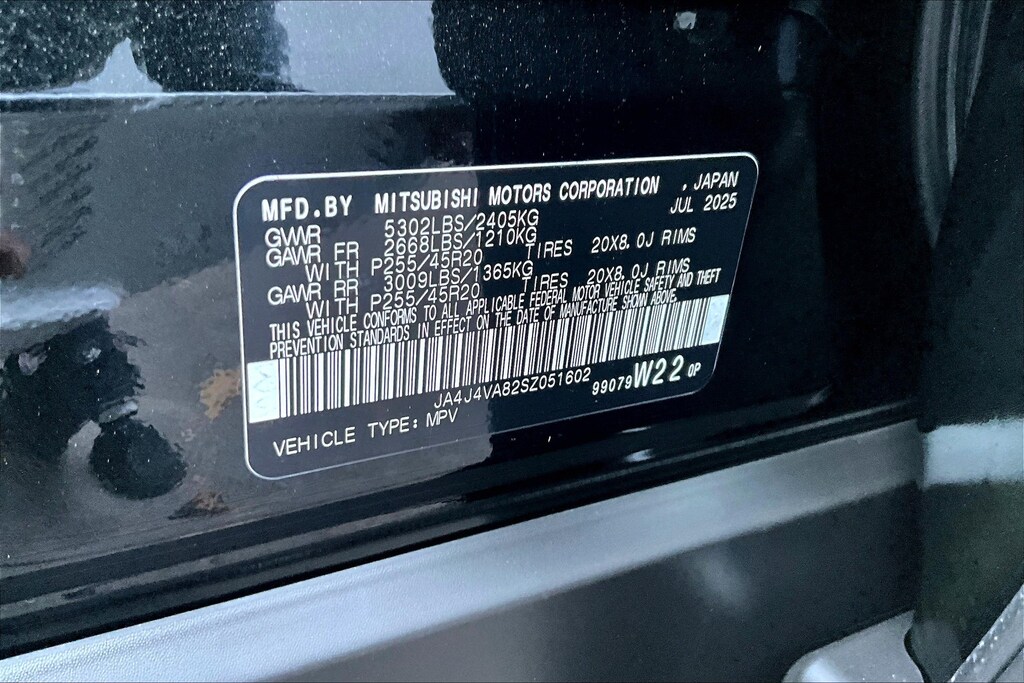 MFD.BY MITSUBISHI MOTORS CORPORATION . JAPAN
JUL 2025
GVWR 5302LBS/2405KG
GAWR FR 2668LBS/1210KG
WITH P255/45R20 TIRES 20X8.0J RIMS
GAWR RR 3009LBS/1365KG
WITH P255/45R20 TIRES 20X8.0J RIMS
THIS VEHICLE CONFORMS TO ALL APPLICABLE FEDERAL MOTOR VEHICLE SAFETY AND THEFT
PREVENTION STANDARDS IN EFFECT ON THE DATE OF MANUFACTURE SHOWN ABOVE.
JA4J4VA82SZ051602 99079 W22 OP
VEHICLE TYPE: MPV